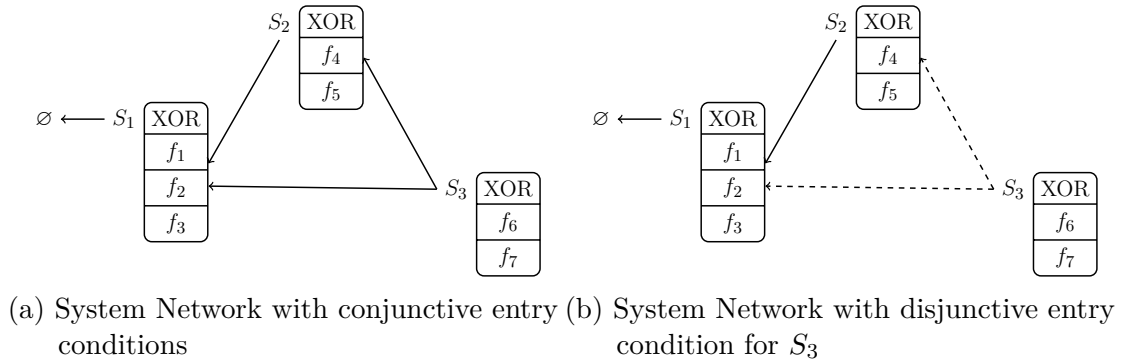 S₂ XOR
f₄
f₅
∅ S₁ XOR
f₁
f₂
f₃
S₃ XOR
f₆
f₇
(a) System Network with conjunctive entry
conditions
S₂ XOR
f₄
f₅
∅ S₁ XOR
f₁
f₂
f₃
S₃ XOR
f₆
f₇
(b) System Network with disjunctive entry
condition for S₃